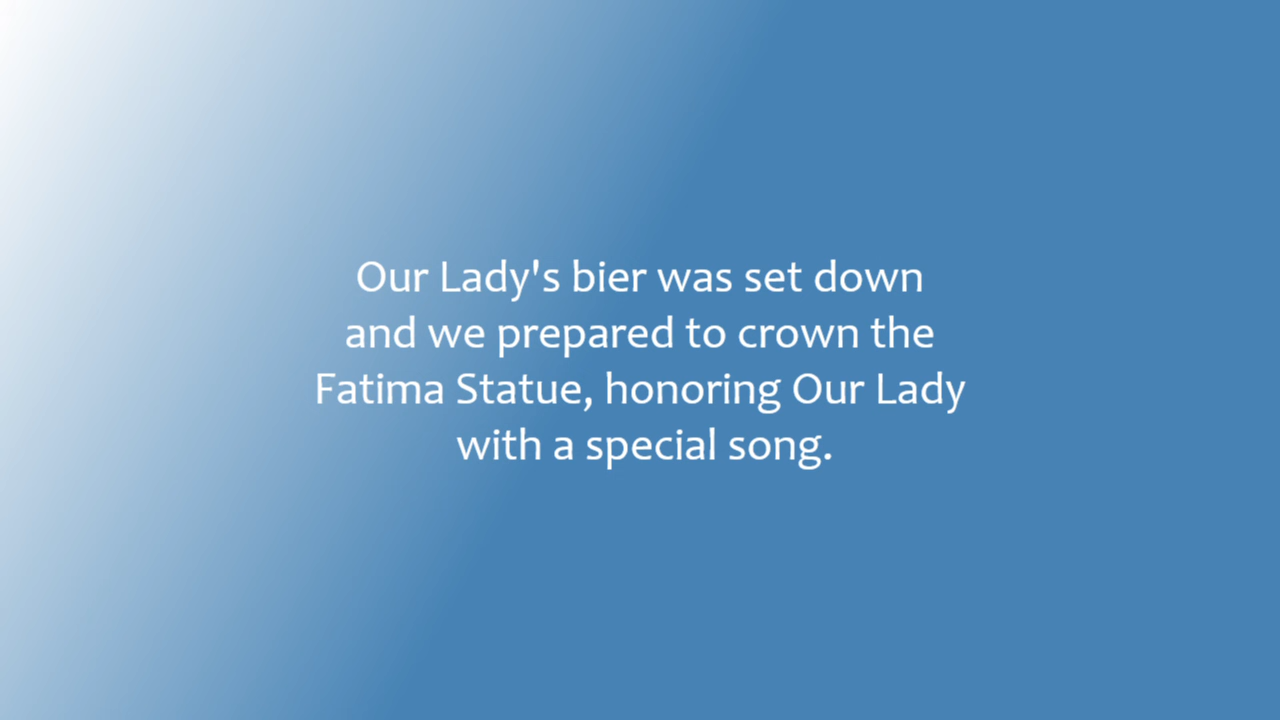 Our Lady's bier was set down
and we prepared to crown the
Fatima Statue, honoring Our Lady
with a special song.